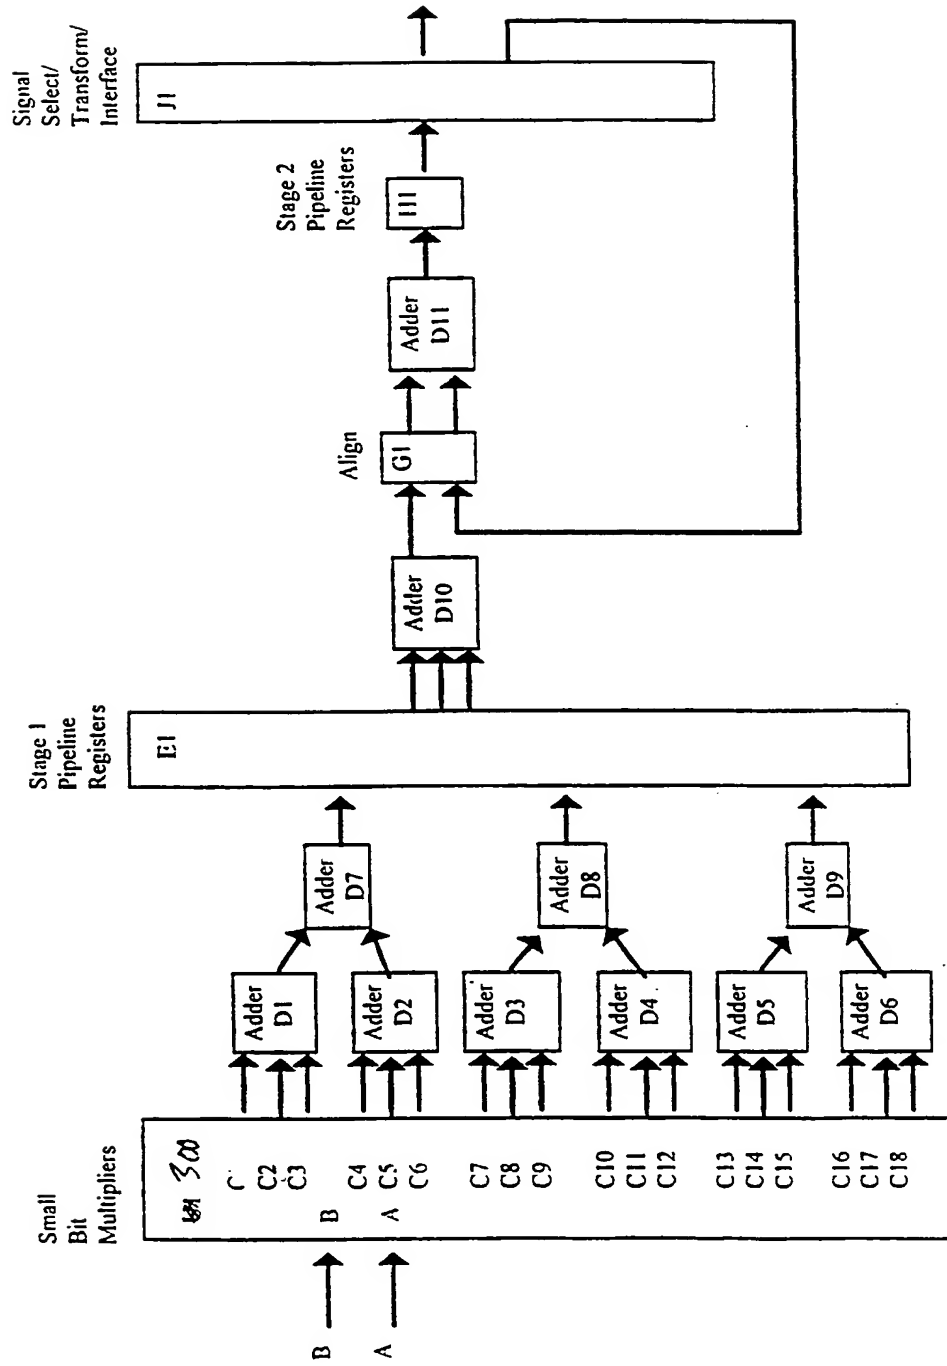 Small
Bit
Multipliers
300
C
C2
C3
B
A
C4
C5
C6
C7
C8
C9
C10
C11
C12
C13
C14
C15
C16
C17
C18
B
A
Adder
D1
Adder
D2
Adder
D3
Adder
D4
Adder
D5
Adder
D6
Adder
D7
Adder
D8
Adder
D9
Stage 1
Pipeline
Registers
E1
Adder
D10
Align
G1
Adder
D11
Stage 2
Pipeline
Registers
Signal
Select/
Transform/
Interface
J1